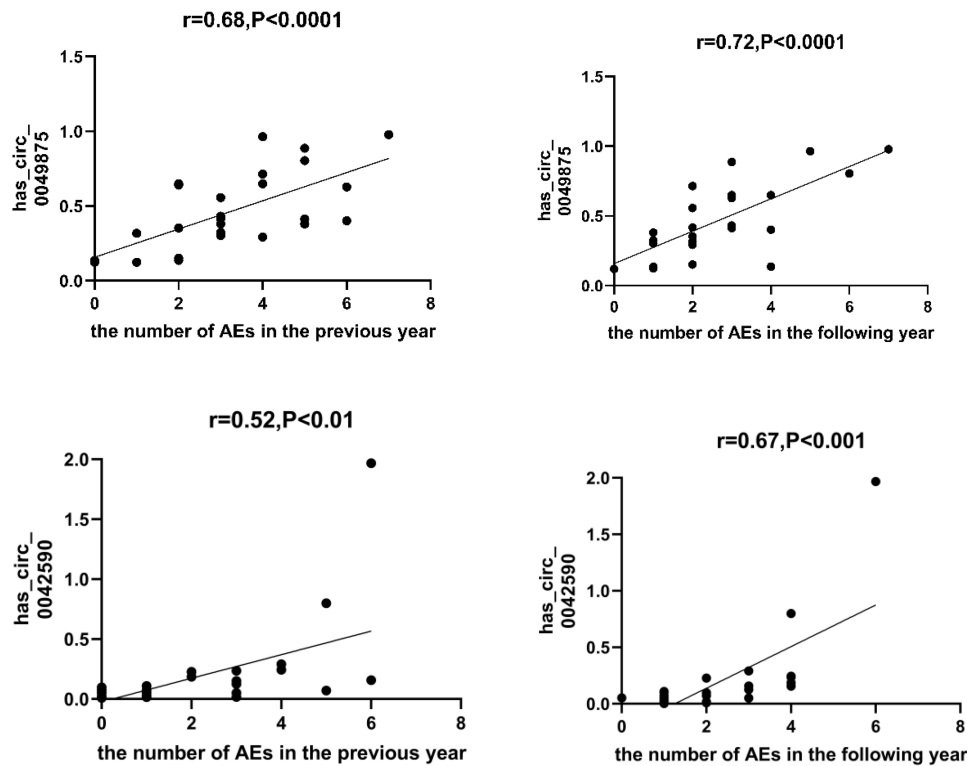 r=0.68,P<0.0001
has_circ_
0049875
1.5
1.0
0.5
0.0
0 2 4 6 8
the number of AEs in the previous year
r=0.72,P<0.0001
has_circ_
0049875
1.5
1.0
0.5
0.0
0 2 4 6 8
the number of AEs in the following year
r=0.52,P<0.01
has_circ_
0042590
2.0
1.5
1.0
0.5
0.0
0 2 4 6 8
the number of AEs in the previous year
r=0.67,P<0.001
has_circ_
0042590
2.0
1.5
1.0
0.5
0.0
0 2 4 6 8
the number of AEs in the following year